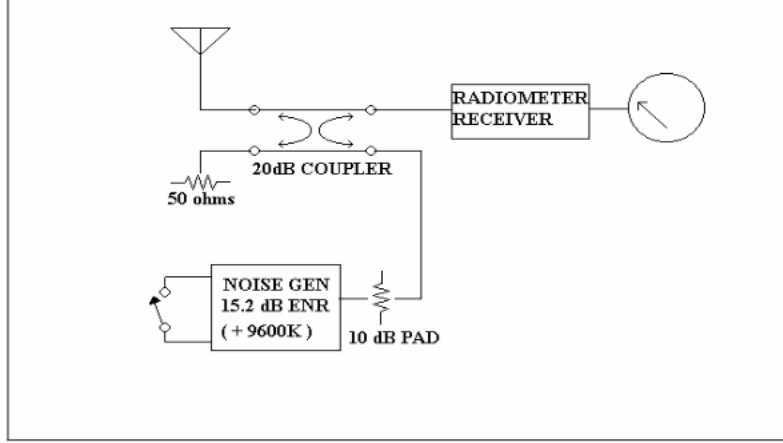 RADIOMETER
RECEIVER
20dB COUPLER
50 ohms
NOISE GEN
15.2 dB ENR
( + 9600K )
10 dB PAD